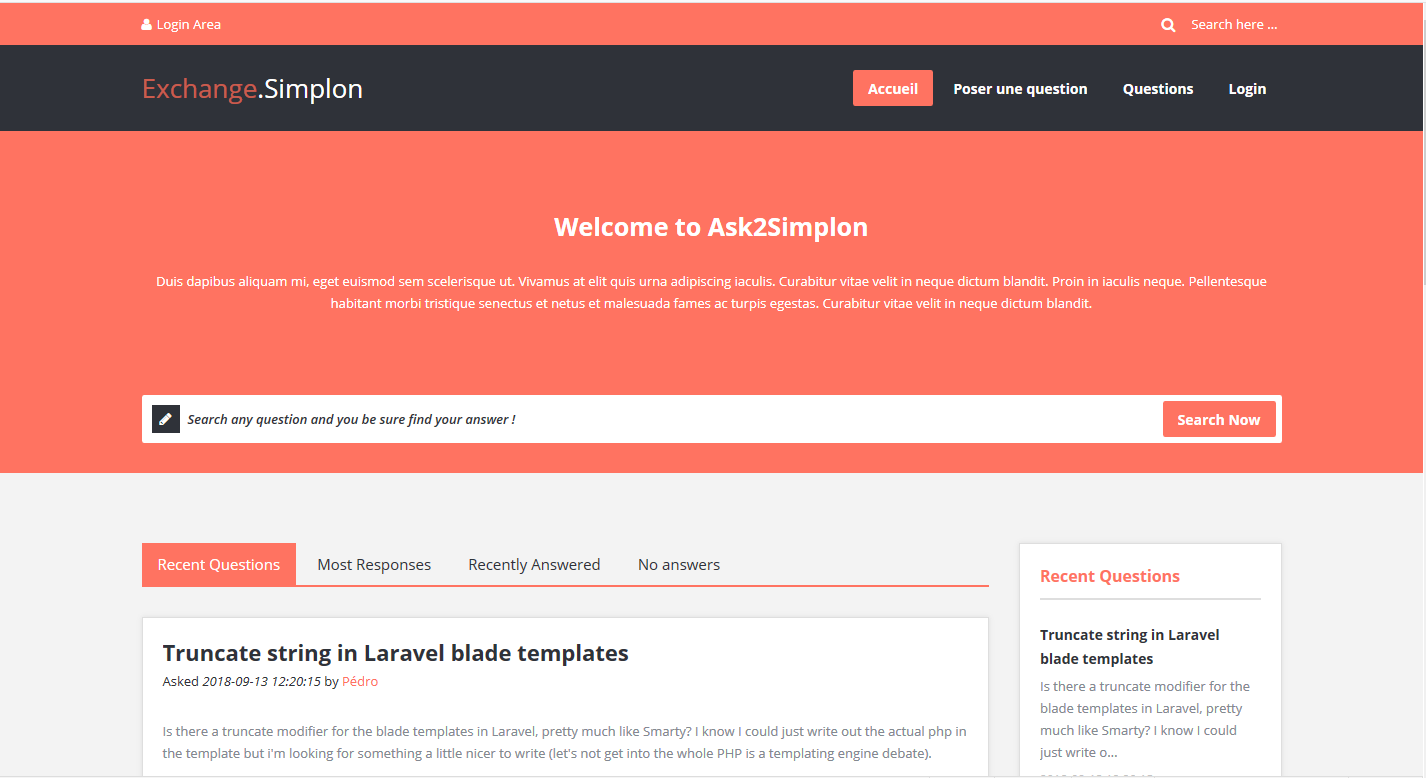 Login Area
Search here ...
Exchange.Simplon
Accueil
Poser une question
Questions
Login
Welcome to Ask2Simplon
Duis dapibus aliquam mi, eget euismod sem scelerisque ut. Vivamus at elit quis urna adipiscing iaculis. Curabitur vitae velit in neque dictum blandit. Proin in iaculis neque. Pellentesque
habitant morbi tristique senectus et netus et malesuada fames ac turpis egestas. Curabitur vitae velit in neque dictum blandit.
Search any question and you be sure find your answer !
Search Now
Recent Questions
Most Responses
Recently Answered
No answers
Truncate string in Laravel blade templates
Asked 2018-09-13 12:20:15 by Pédro
Is there a truncate modifier for the blade templates in Laravel, pretty much like Smarty? I know I could just write out the actual php in
the template but i'm looking for something a little nicer to write (let's not get into the whole PHP is a templating engine debate).
Recent Questions
Truncate string in Laravel
blade templates
Is there a truncate modifier for the
blade templates in Laravel, pretty
much like Smarty? I know I could
just write o...